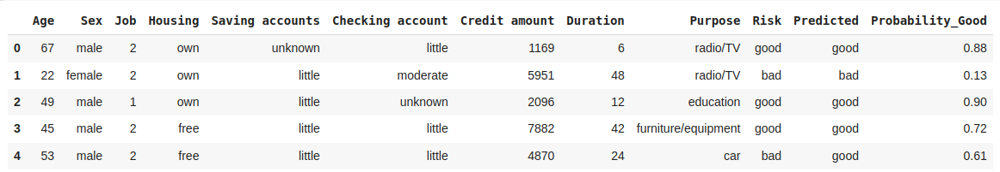 Age Sex Job Housing Saving accounts Checking account Credit amount Duration Purpose Risk Predicted Probability_Good
0 67 male 2 own unknown little 1169 6 radio/TV good good 0.88
1 22 female 2 own little moderate 5951 48 radio/TV bad bad 0.13
2 49 male 1 own little unknown 2096 12 education good good 0.90
3 45 male 2 free little little 7882 42 furniture/equipment good good 0.72
4 53 male 2 free little little 4870 24 car bad good 0.61